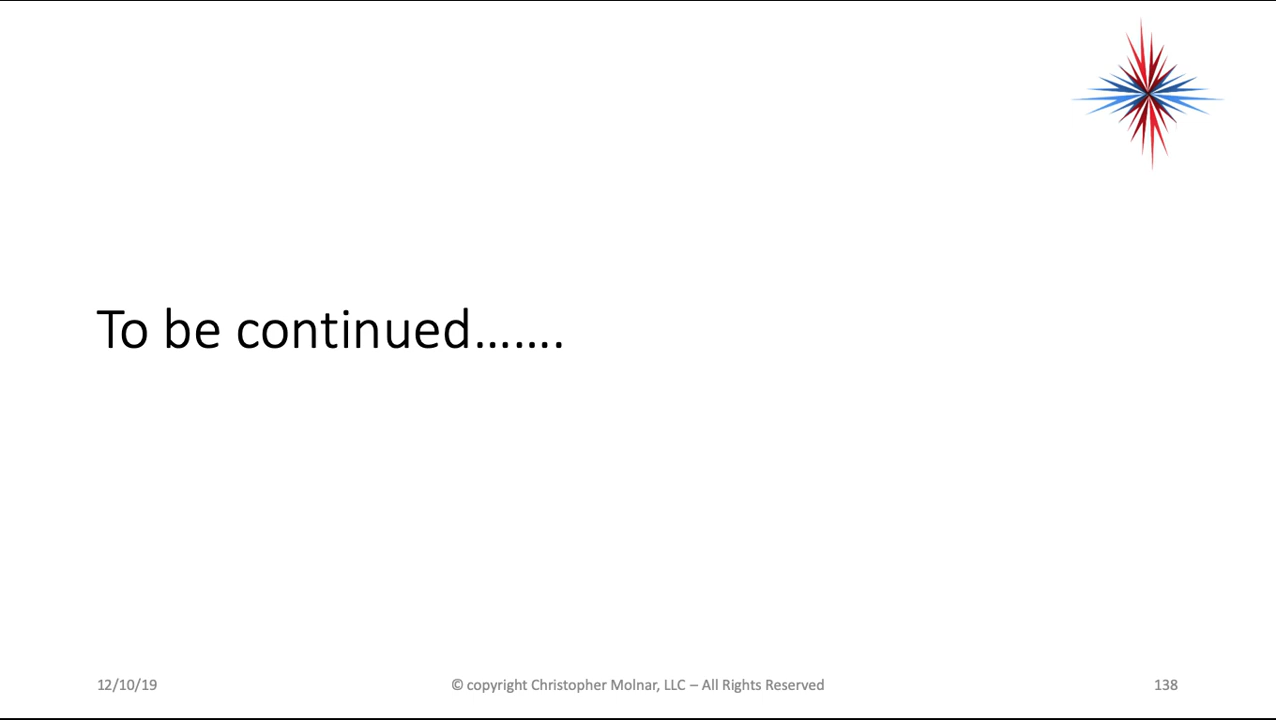 To be continued.......
12/10/19
© copyright Christopher Molnar, LLC – All Rights Reserved
138